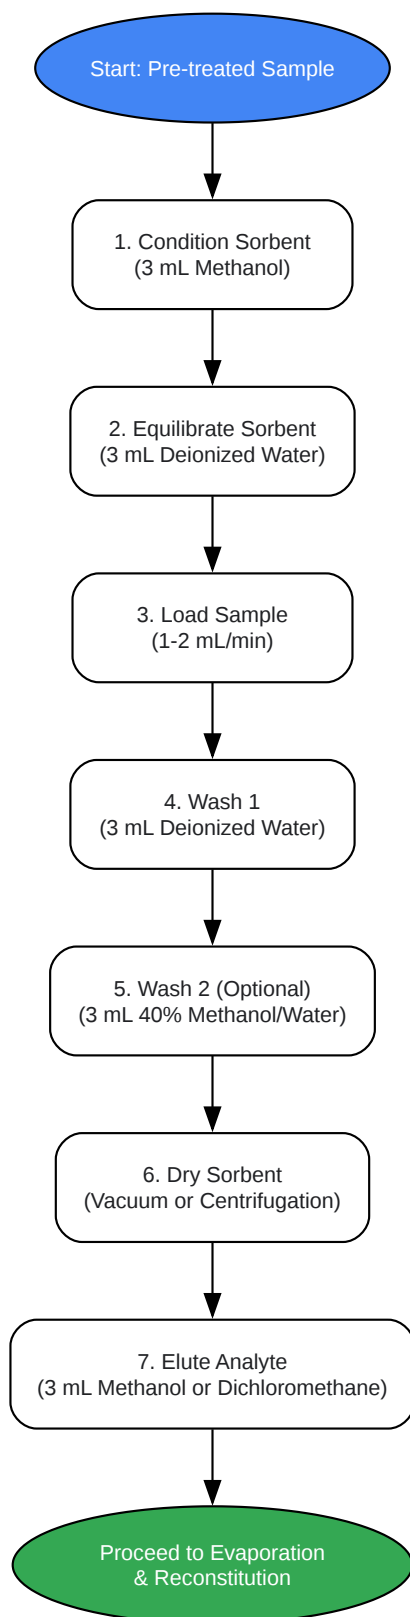 Start: Pre-treated Sample
1. Condition Sorbent
(3 mL Methanol)
2. Equilibrate Sorbent
(3 mL Deionized Water)
3. Load Sample
(1-2 mL/min)
4. Wash 1
(3 mL Deionized Water)
5. Wash 2 (Optional)
(3 mL 40% Methanol/Water)
6. Dry Sorbent
(Vacuum or Centrifugation)
7. Elute Analyte
(3 mL Methanol or Dichloromethane)
Proceed to Evaporation
& Reconstitution